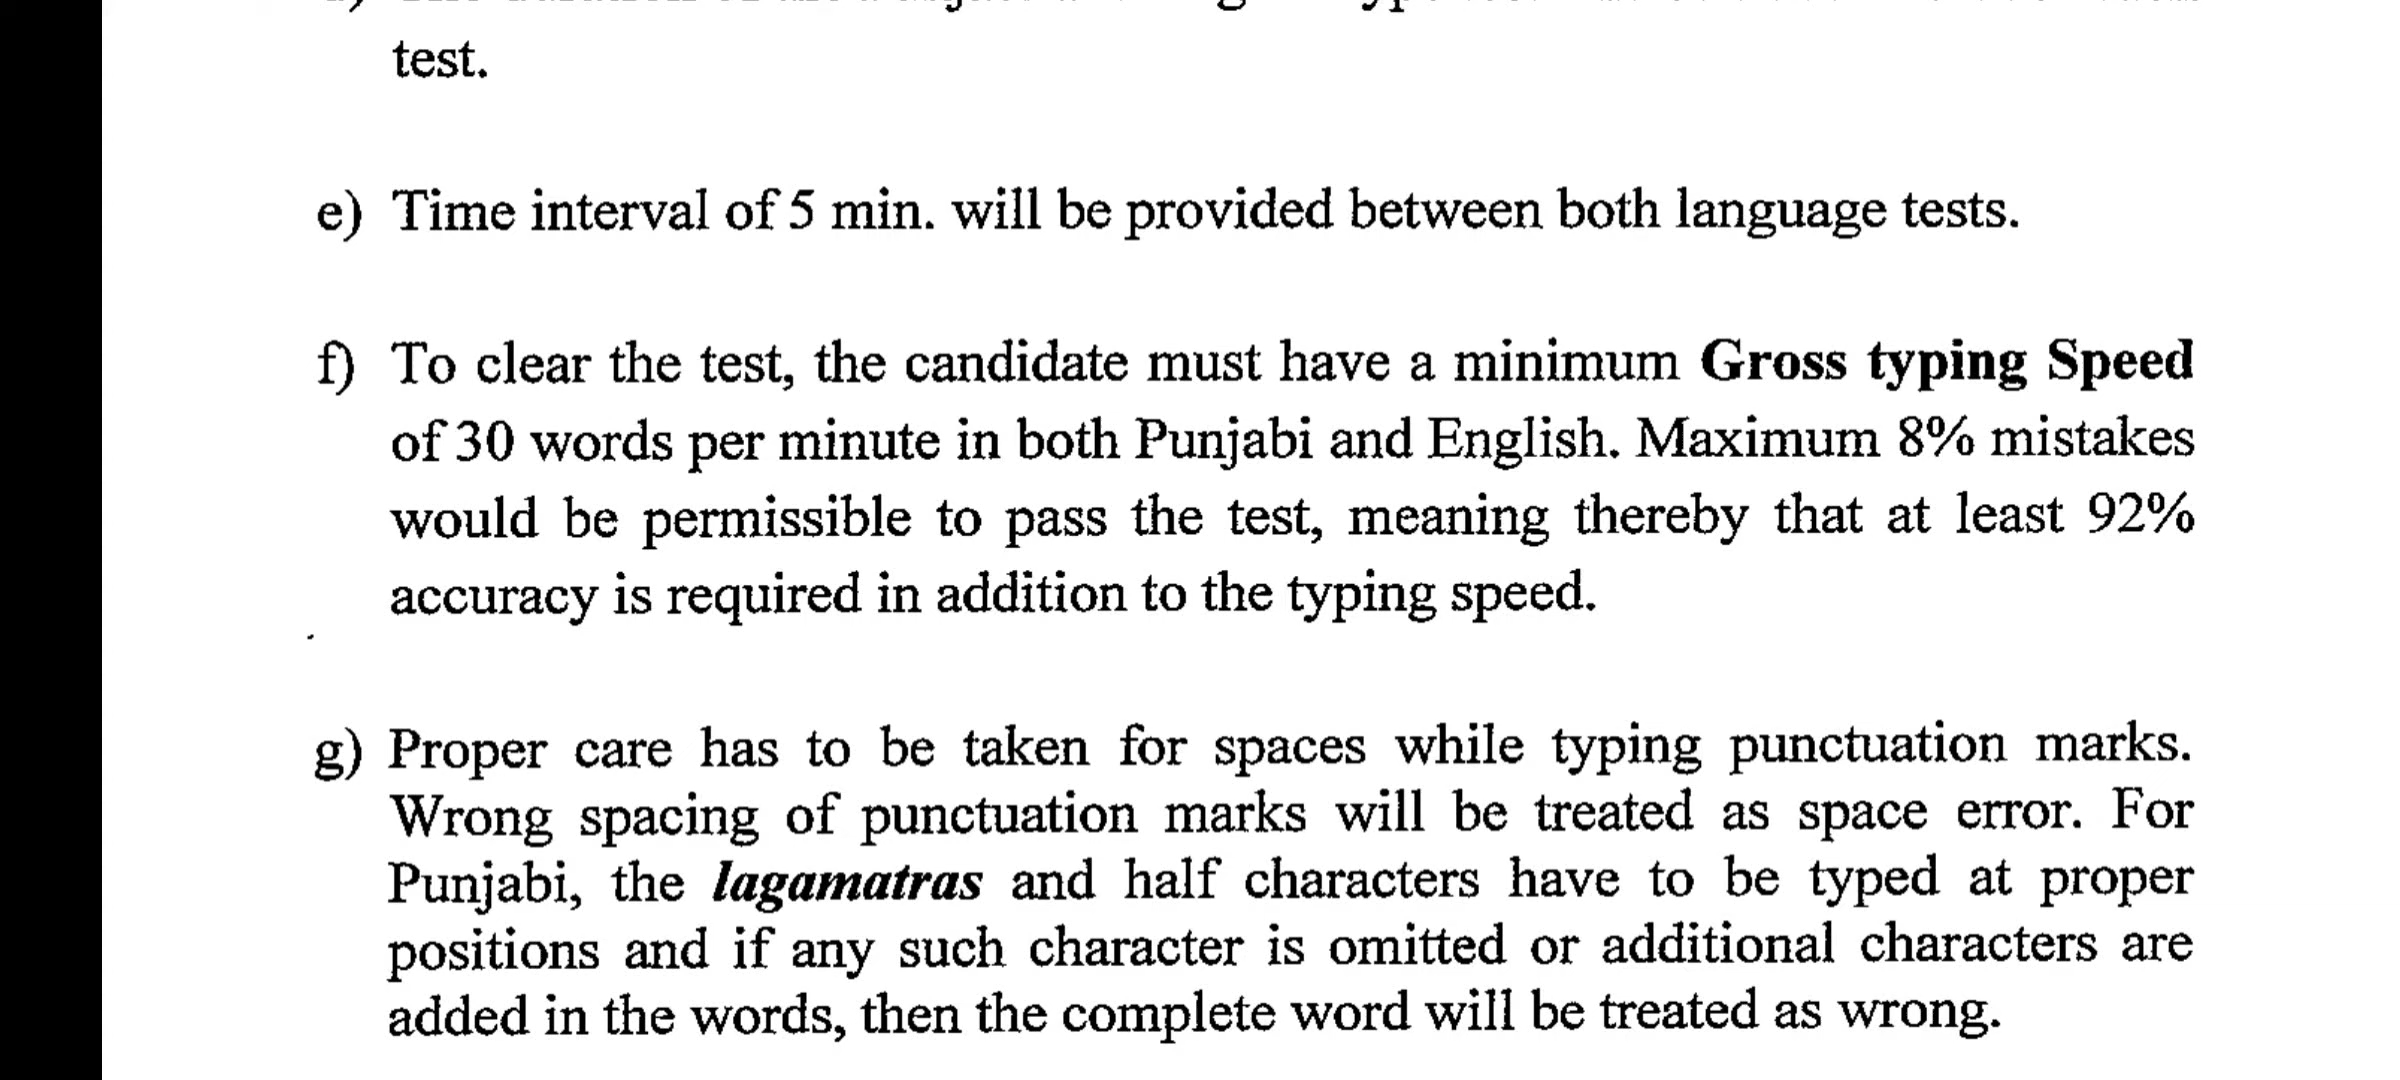 test.
e) Time interval of 5 min. will be provided between both language tests.
f) To clear the test, the candidate must have a minimum Gross typing Speed
of 30 words per minute in both Punjabi and English. Maximum 8% mistakes
would be permissible to pass the test, meaning thereby that at least 92%
accuracy is required in addition to the typing speed.
g) Proper care has to be taken for spaces while typing punctuation marks.
Wrong spacing of punctuation marks will be treated as space error. For
Punjabi, the lagamatras and half characters have to be typed at proper
positions and if any such character is omitted or additional characters are
added in the words, then the complete word will be treated as wrong.